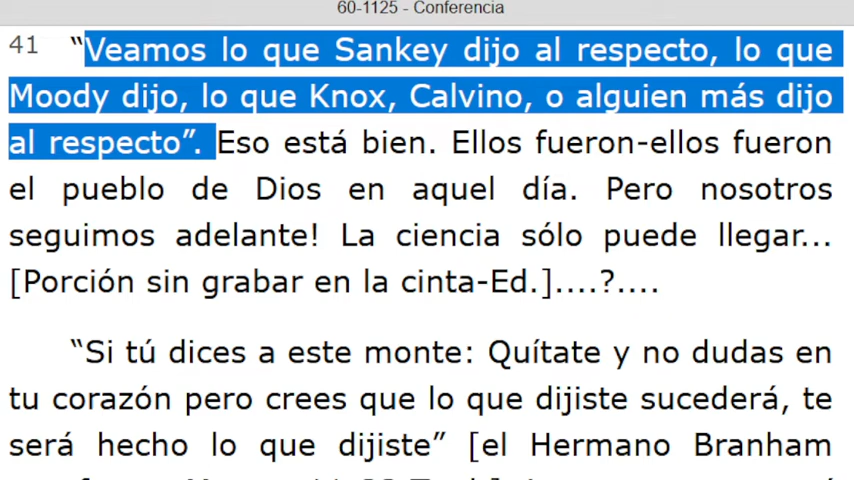 60-1125 - Conferencia
41 “Veamos lo que Sankey dijo al respecto, lo que
Moody dijo, lo que Knox, Calvino, o alguien más dijo
al respecto”. Eso está bien. Ellos fueron-ellos fueron
el pueblo de Dios en aquel día. Pero nosotros
seguimos adelante! La ciencia sólo puede llegar...
[Porción sin grabar en la cinta-Ed.]....?....
“Si tú dices a este monte: Quítate y no dudas en
tu corazón pero crees que lo que dijiste sucederá, te
será hecho lo que dijiste” [el Hermano Branham